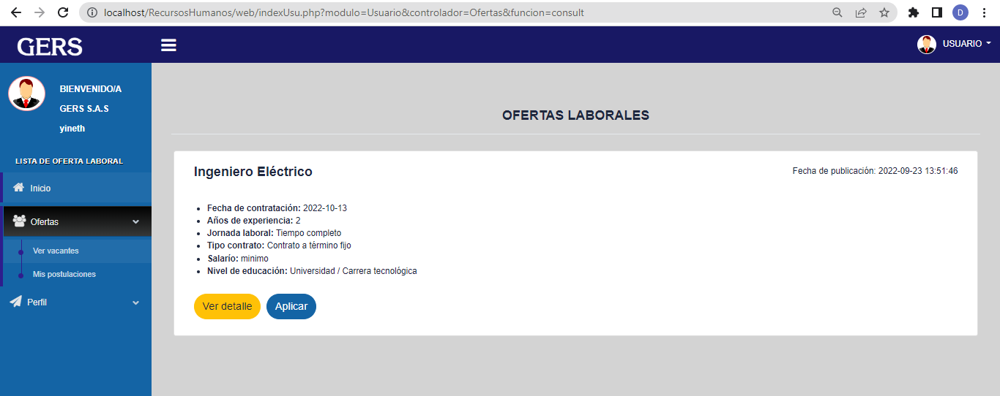 localhost/RecursosHumanos/web/indexUsu.php?modulo=Usuario&controlador=Ofertas&funcion=consult
D
GERS
USUARIO
BIENVENIDO/A
GERS S.A.S
yineth
LISTA DE OFERTA LABORAL
Inicio
Ofertas
Ver vacantes
Mis postulaciones
Perfil
OFERTAS LABORALES
Ingeniero Eléctrico
Fecha de publicación: 2022-09-23 13:51:46
Fecha de contratación: 2022-10-13
Años de experiencia: 2
Jornada laboral: Tiempo completo
Tipo contrato: Contrato a término fijo
Salarío: minimo
Nivel de educación: Universidad / Carrera tecnológica
Ver detalle
Aplicar